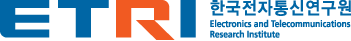 ETRI
한국전자통신연구원
Electronics and Telecommunications
Research Institute